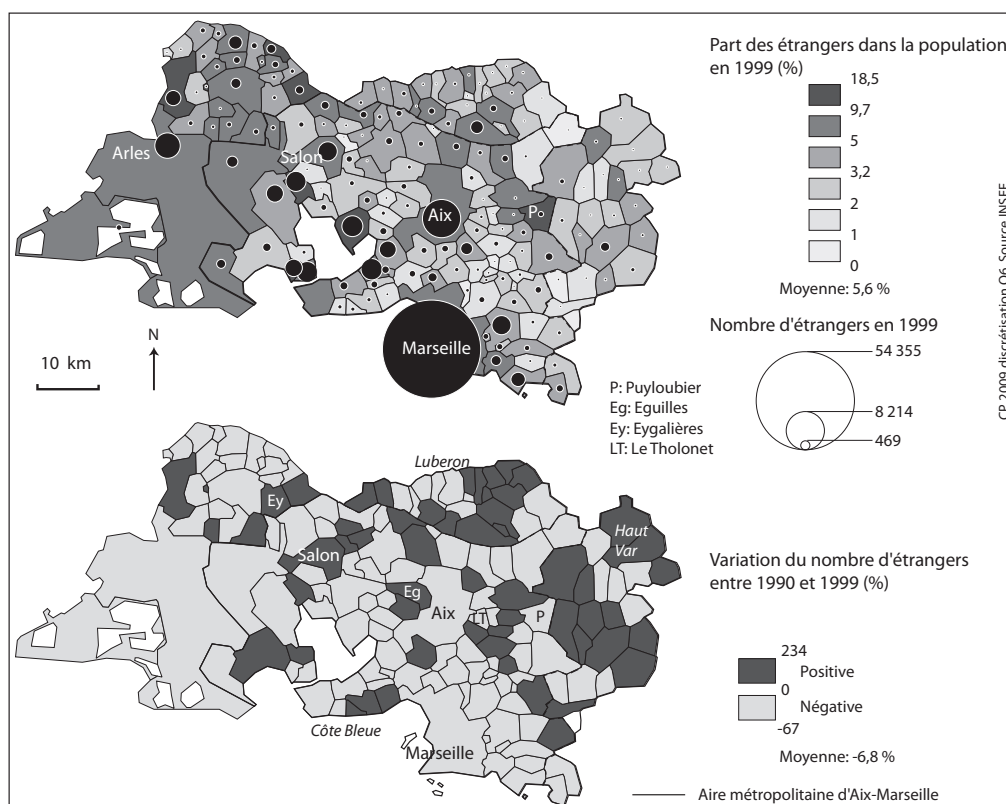 Part des étrangers dans la population
en 1999 (%)
18,5
9,7
5
3,2
2
1
0
Moyenne: 5,6 %
Nombre d'étrangers en 1999
54 355
8 214
469
CP 2009 discrétisation Q6. Source INSEE
Arles
Salon
Aix
P
Marseille
10 km
N
P: Puyloubier
Eg: Eguilles
Ey: Eygalières
LT: Le Tholonet
Luberon
Ey
Haut
Var
Salon
Eg
Aix
LT
P
Côte Bleue
Marseille
Variation du nombre d'étrangers
entre 1990 et 1999 (%)
234
Positive
0
Négative
-67
Moyenne: -6,8 %
Aire métropolitaine d'Aix-Marseille